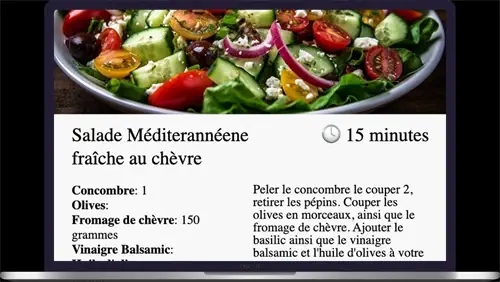 Salade Méditerannéene
fraîche au chèvre
🕓 15 minutes
Concombre: 1
Olives:
Fromage de chèvre: 150
grammes
Vinaigre Balsamic:
Peler le concombre le couper 2,
retirer les pépins. Couper les
olives en morceaux, ainsi que le
fromage de chèvre. Ajouter le
basilic ainsi que le vinaigre
balsamic et l'huile d'olives à votre